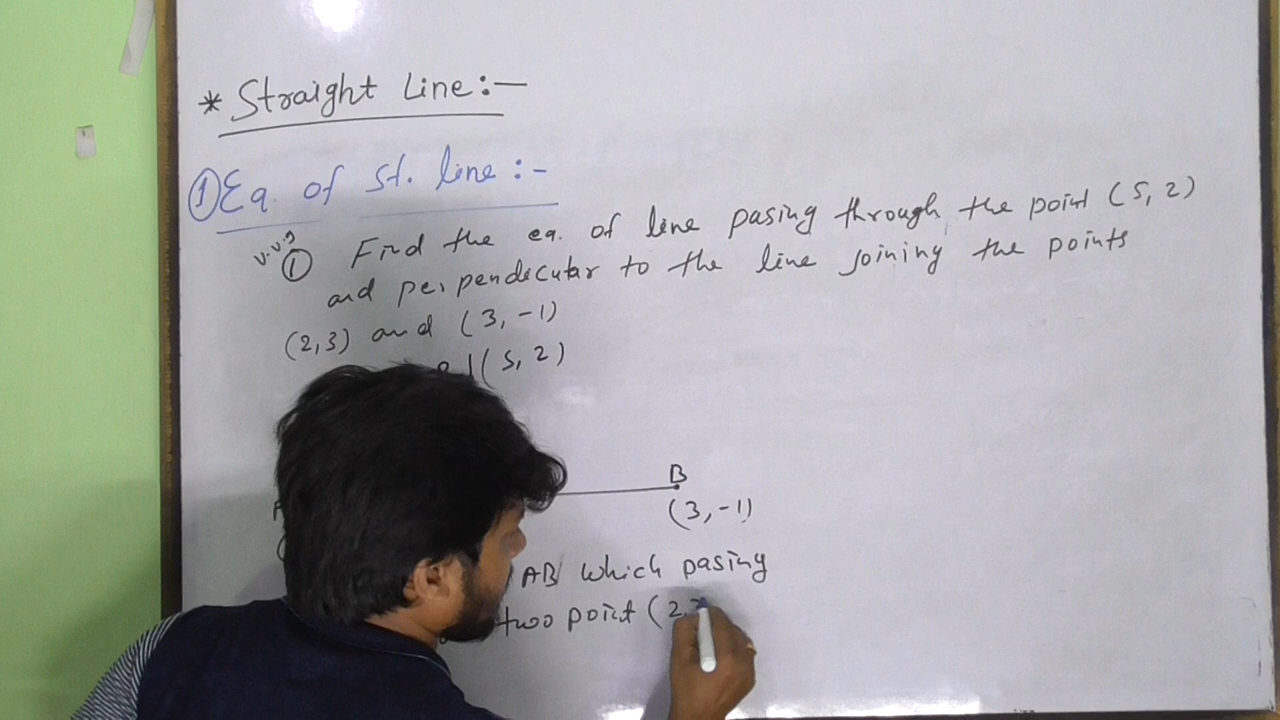 * Straight Line:-
① Eq. of St. line :-
v.v.g
① Find the eq. of line pasing through the point (5, 2)
and perpendicular to the line joining the points
(2,3) and (3, -1)
(5, 2)
B
(3, -1)
AB which pasing
two point (2,